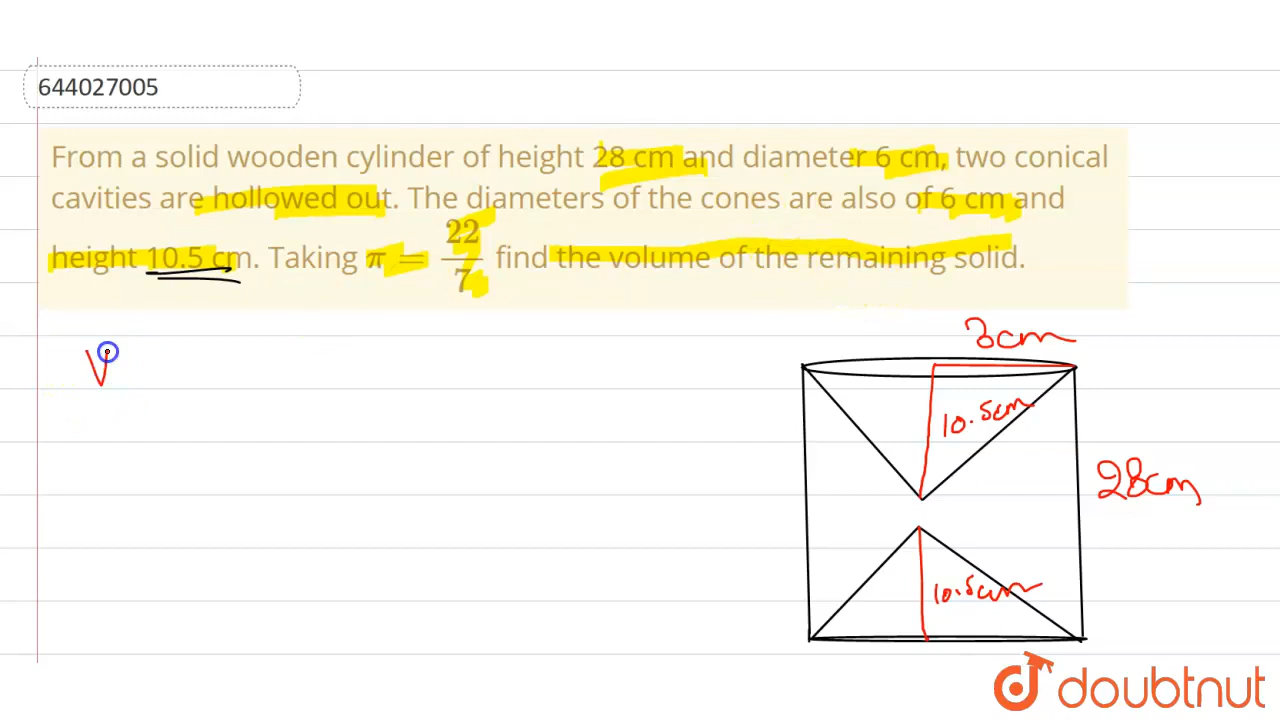 644027005
From a solid wooden cylinder of height 28 cm and diameter 6 cm, two conical
cavities are hollowed out. The diameters of the cones are also of 6 cm and
height 10.5 cm. Taking π = 22/7 find the volume of the remaining solid.
3cm
V
10.5cm
28cm
10.5cm
doubtnut